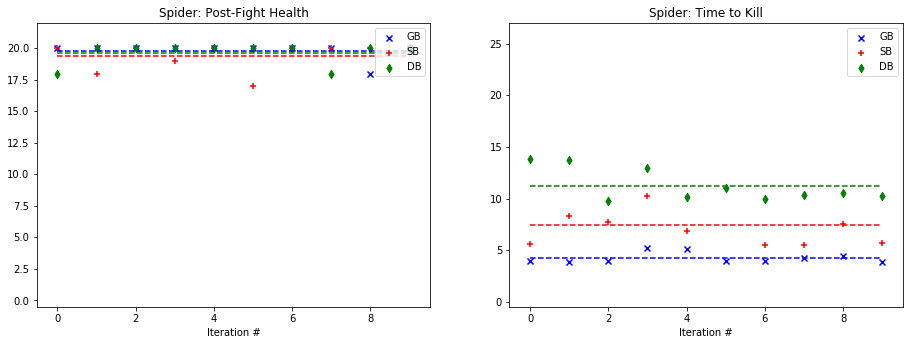 Spider: Post-Fight Health
20.0
17.5
15.0
12.5
10.0
7.5
5.0
2.5
0.0
0 2 4 6 8
Iteration #
GB
SB
DB
Spider: Time to Kill
25
20
15
10
5
0
0 2 4 6 8
Iteration #
GB
SB
DB